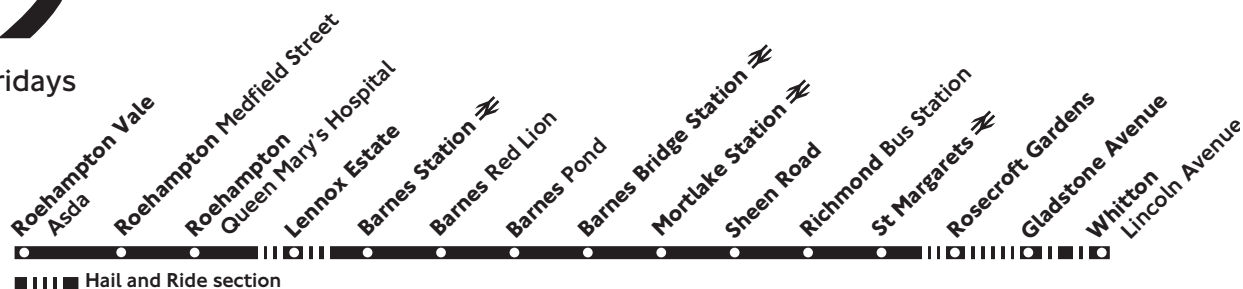 ridays
Roehampton Vale
Asda
Roehampton Medfield Street
Roehampton
Queen Mary's Hospital
Lennox Estate
Barnes Station
Barnes Red Lion
Barnes Pond
Barnes Bridge Station
Mortlake Station
Sheen Road
Richmond Bus Station
St Margarets
Rosecroft Gardens
Gladstone Avenue
Whitton
Lincoln Avenue
Hail and Ride section